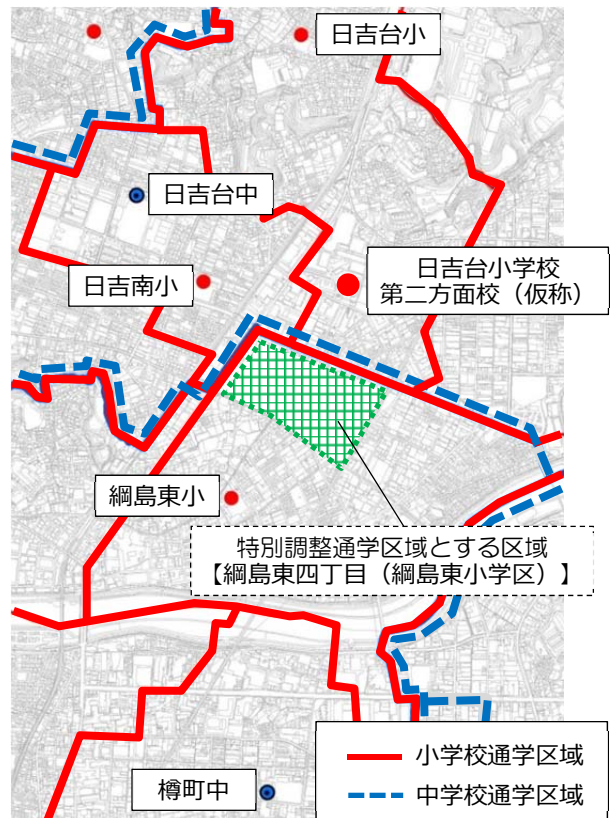 日吉台小
日吉台中
日吉台小学校
第二方面校（仮称）
日吉南小
綱島東小
特別調整通学区域とする区域
【綱島東四丁目（綱島東小学区）】
小学校通学区域
中学校通学区域
樽町中